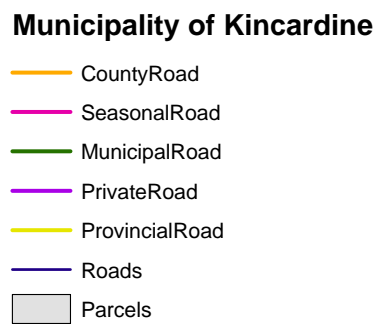 Municipality of Kincardine
CountyRoad
SeasonalRoad
MunicipalRoad
PrivateRoad
ProvincialRoad
Roads
Parcels